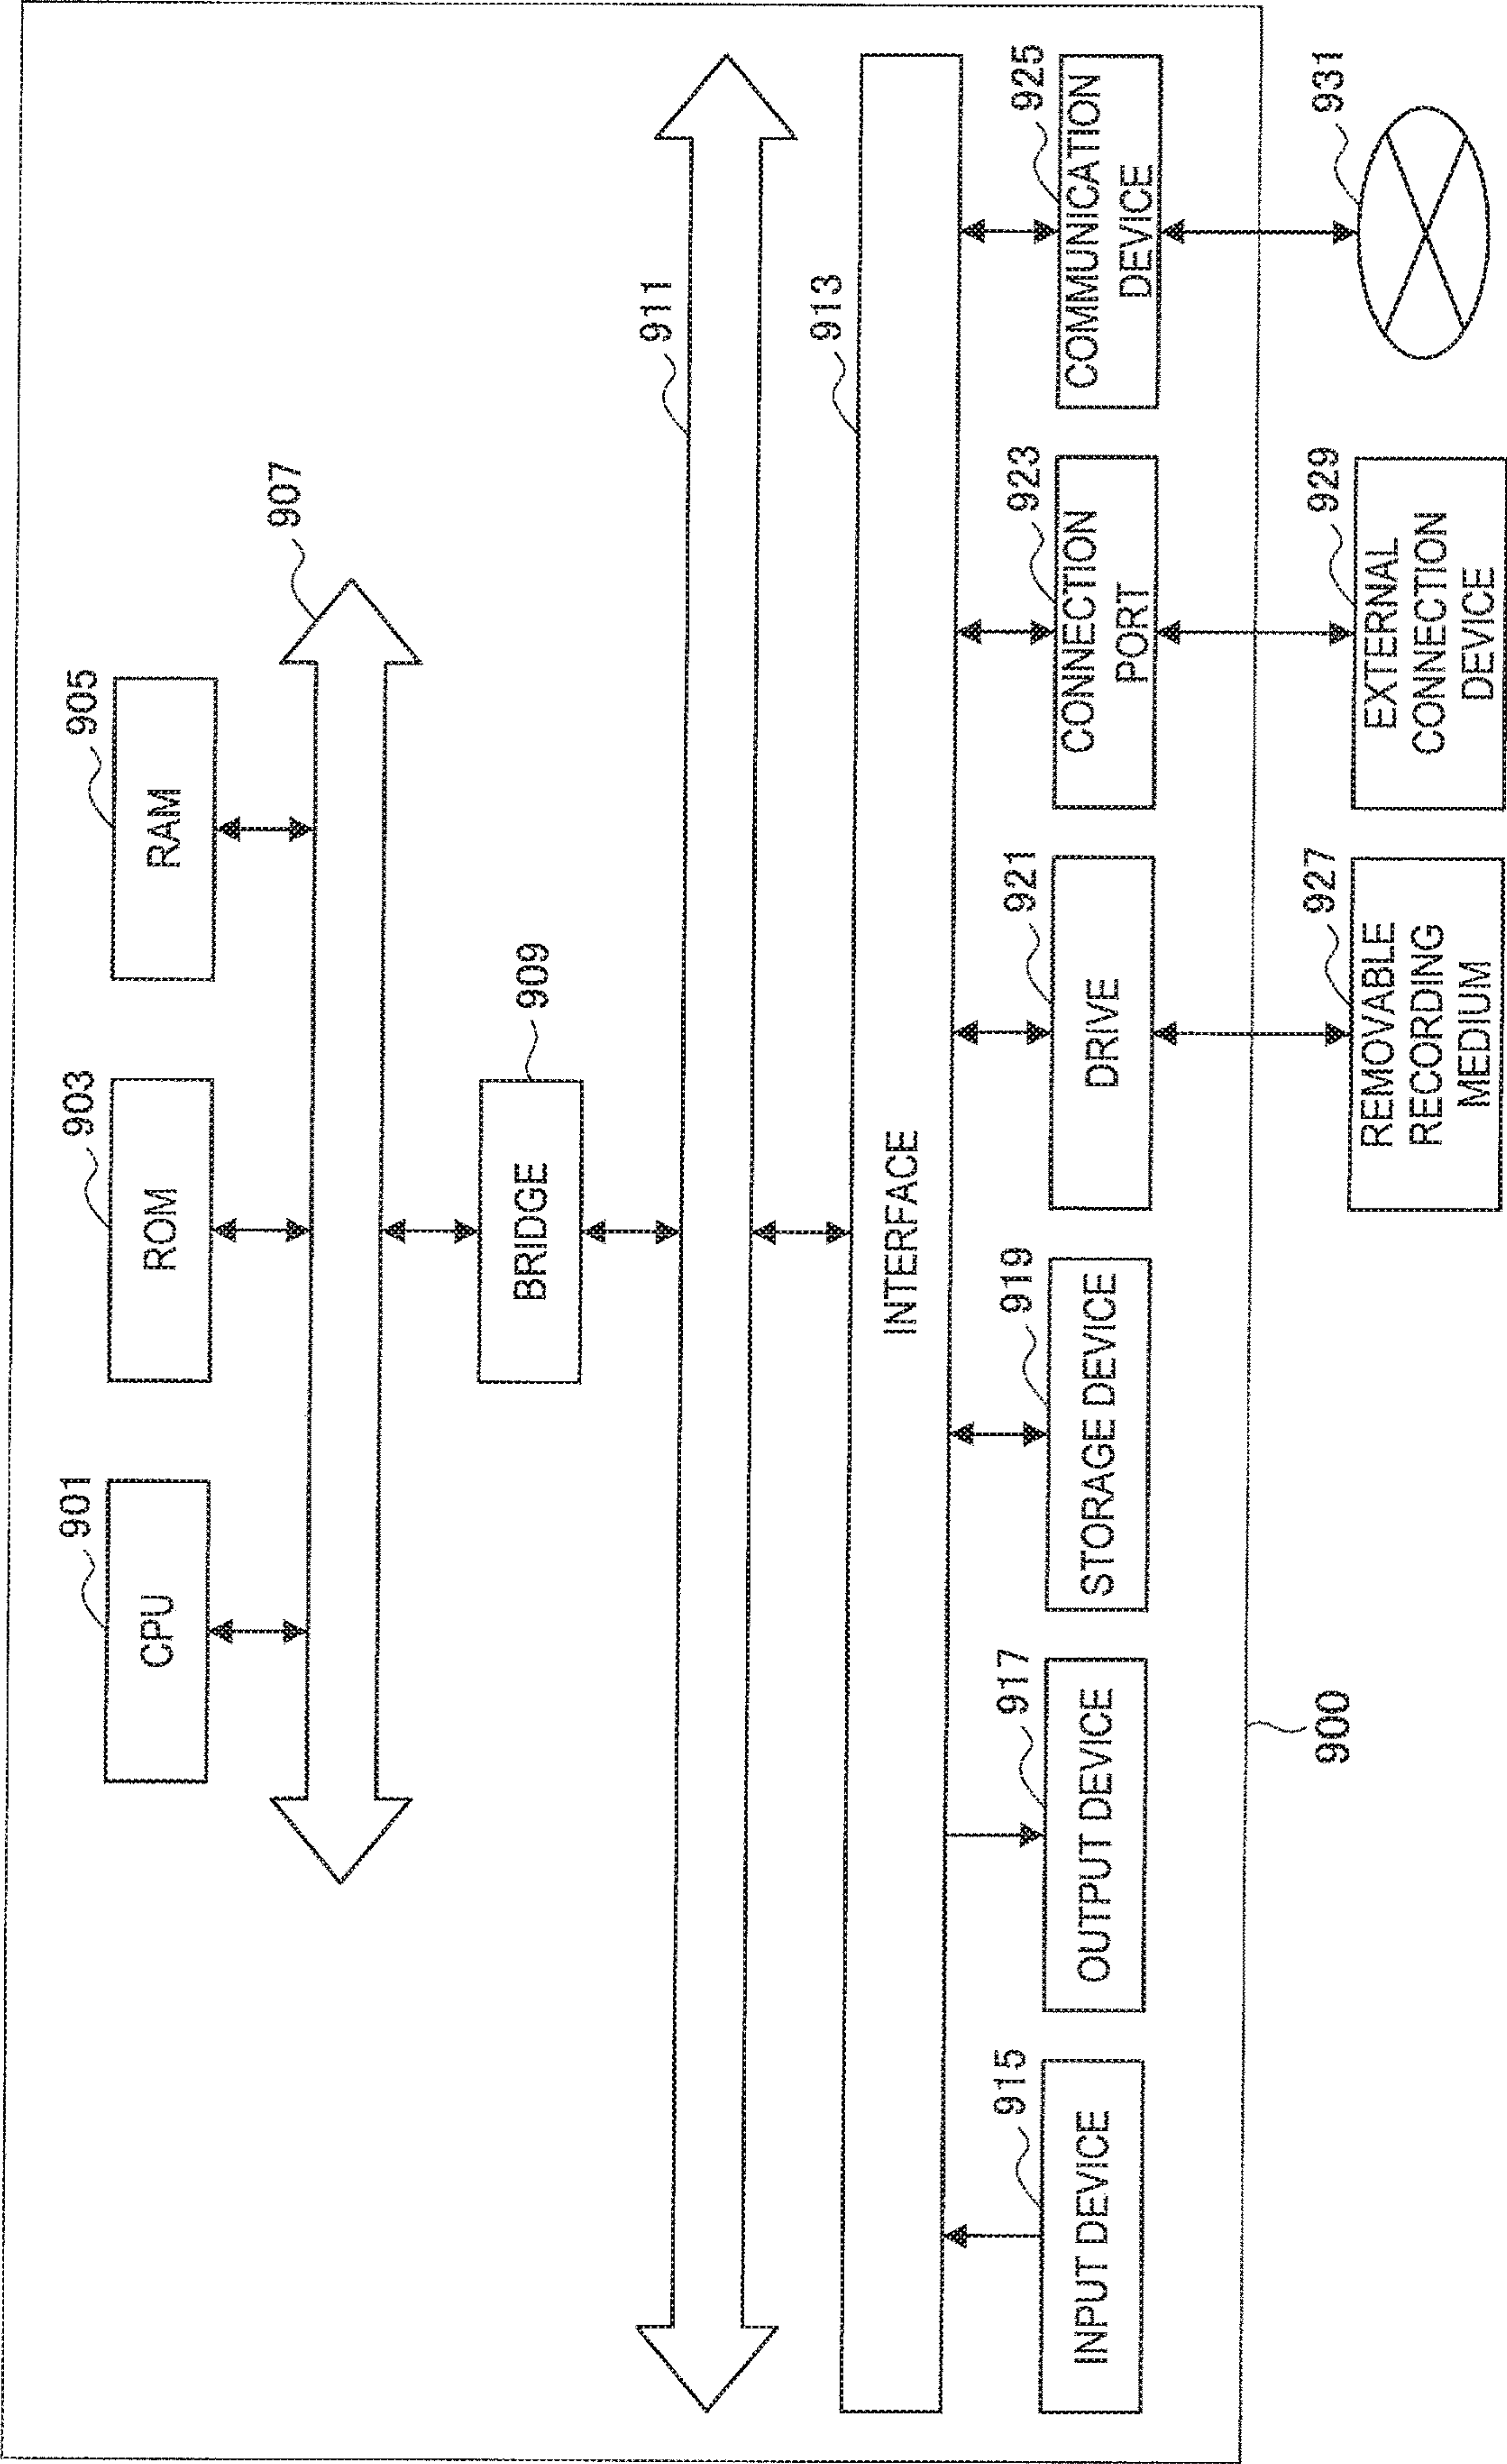 901
CPU
903
ROM
905
RAM
907
909
BRIDGE
911
913
INTERFACE
915
INPUT DEVICE
917
OUTPUT DEVICE
919
STORAGE DEVICE
921
DRIVE
923
CONNECTION
PORT
925
COMMUNICATION
DEVICE
900
927
REMOVABLE
RECORDING
MEDIUM
929
EXTERNAL
CONNECTION
DEVICE
931